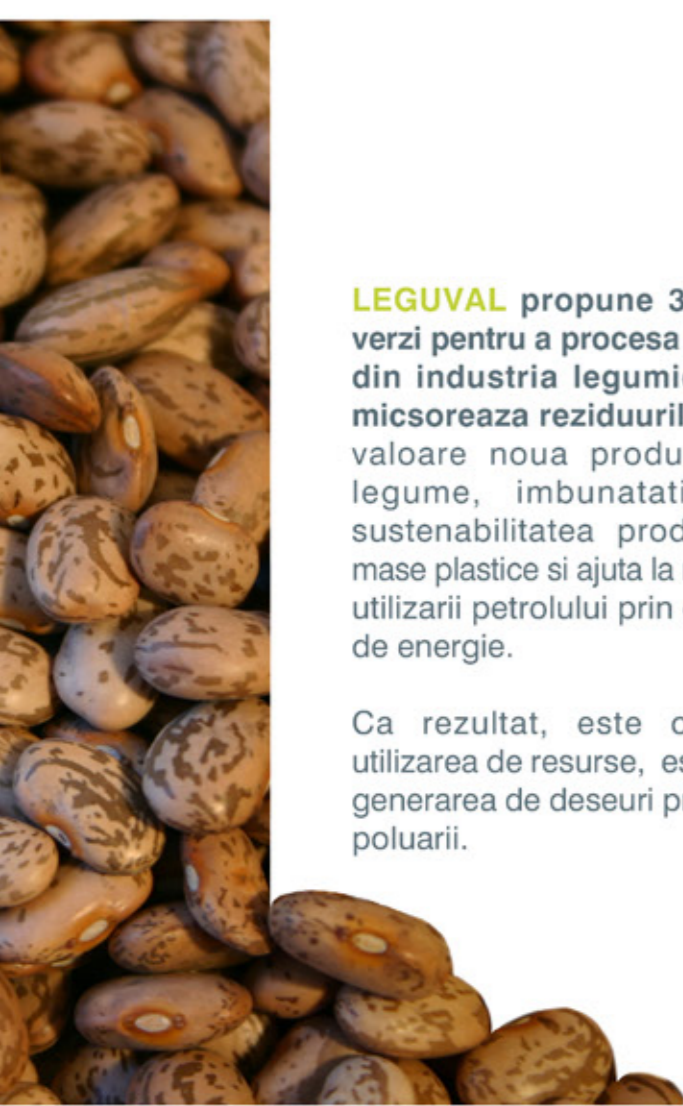 LEGUVAL propune 3
verzi pentru a procesa
din industria legumi
micsoreaza reziduuril
valoare noua produ
legume, imbunatati
sustenabilitatea prod
mase plastice si ajuta la
utilizarii petrolului prin
de energie.
Ca rezultat, este
utilizarea de resurse, es
generarea de deseuri p
poluarii.